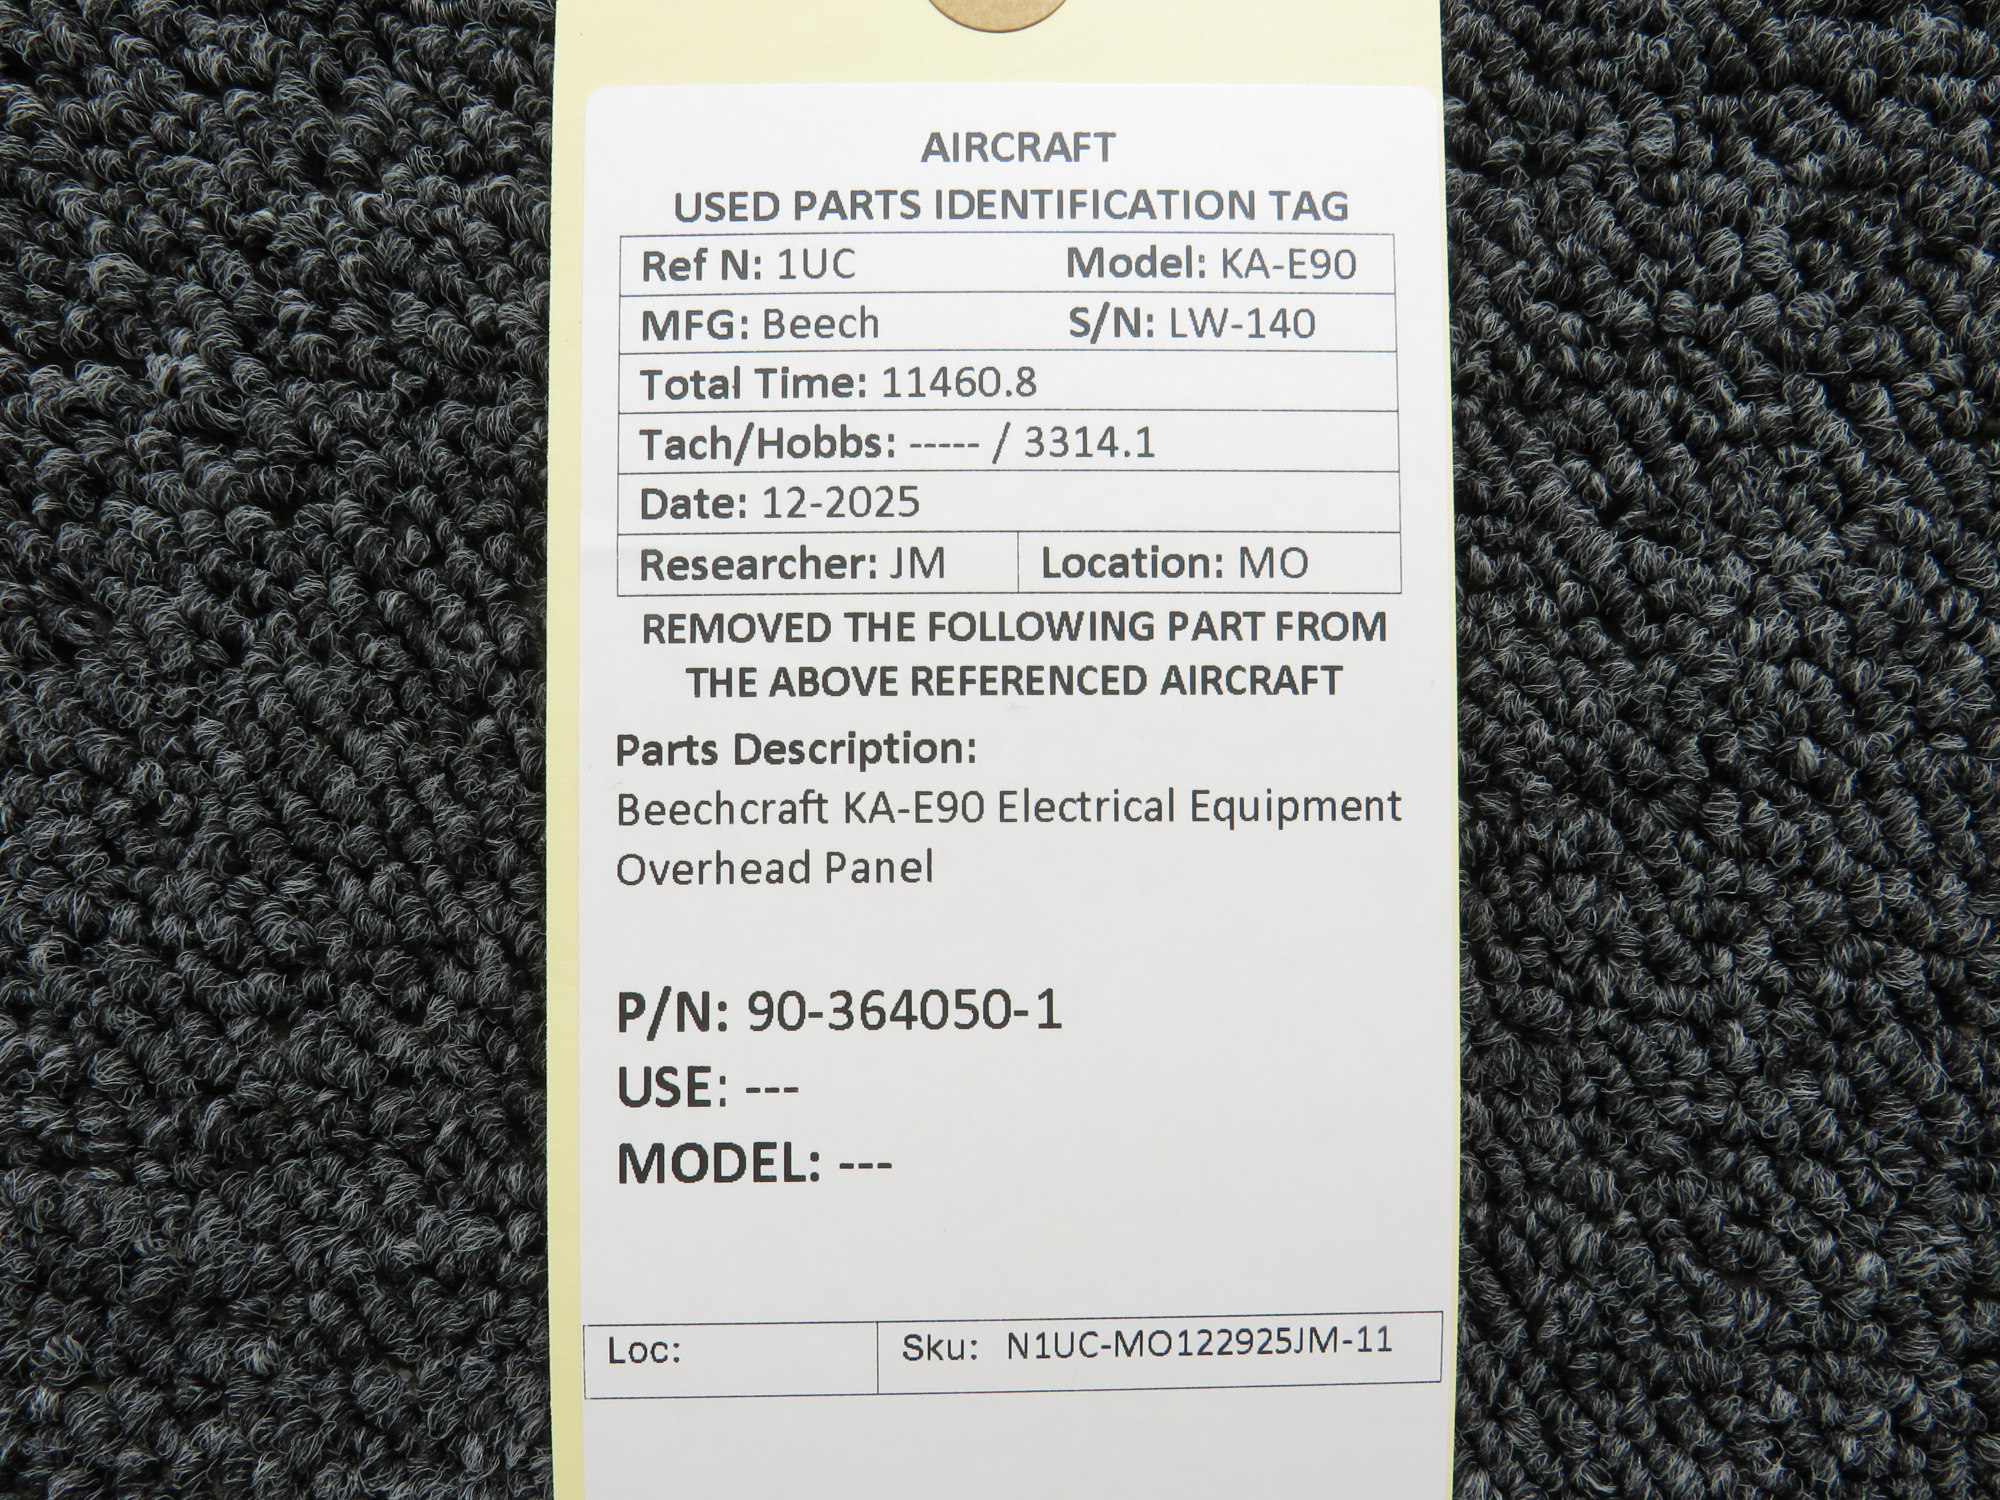 AIRCRAFT
USED PARTS IDENTIFICATION TAG
Ref N: 1UC Model: KA-E90
MFG: Beech S/N: LW-140
Total Time: 11460.8
Tach/Hobbs: ----- / 3314.1
Date: 12-2025
Researcher: JM Location: MO
REMOVED THE FOLLOWING PART FROM
THE ABOVE REFERENCED AIRCRAFT
Parts Description:
Beechcraft KA-E90 Electrical Equipment
Overhead Panel
P/N: 90-364050-1
USE: ---
MODEL: ---
Loc: Sku: N1UC-MO122925JM-11